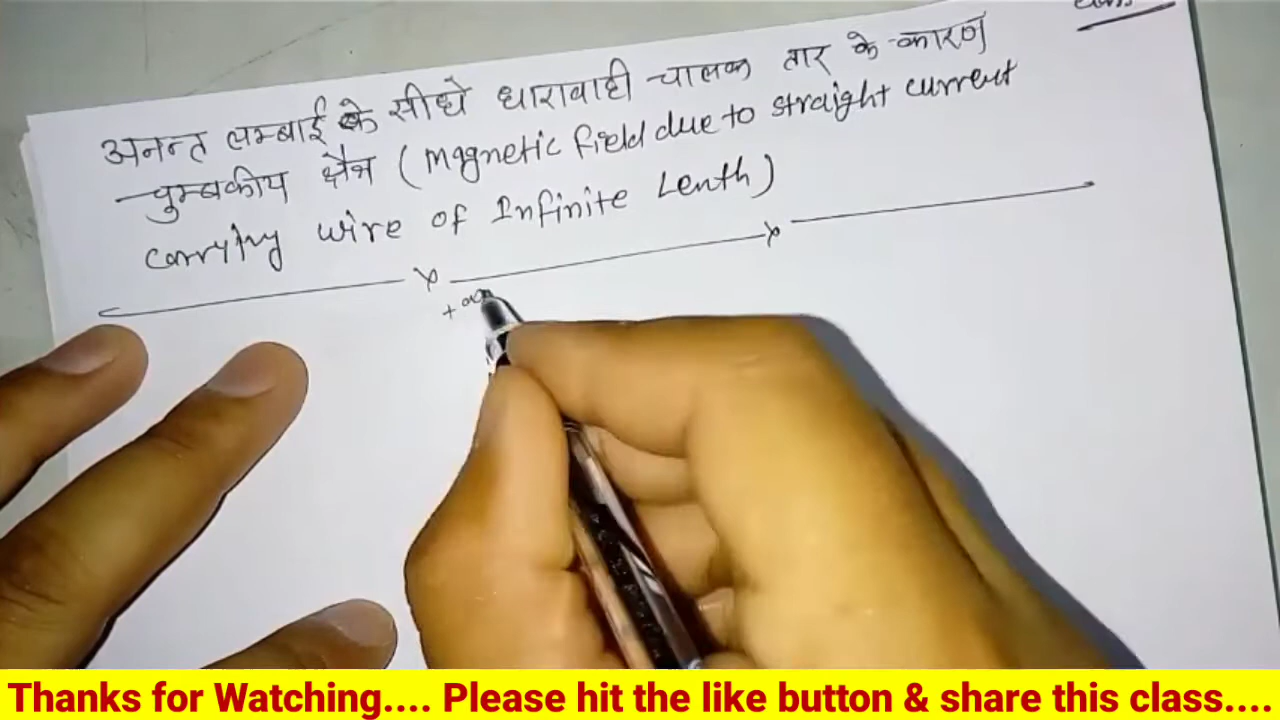 अनन्त लम्बाई के सीधे धारावाही चालक तार के कारण
चुम्बकीय क्षेत्र (Magnetic field due to straight current
carrying wire of Infinite Lenth)
+∞
Thanks for Watching.... Please hit the like button & share this class....